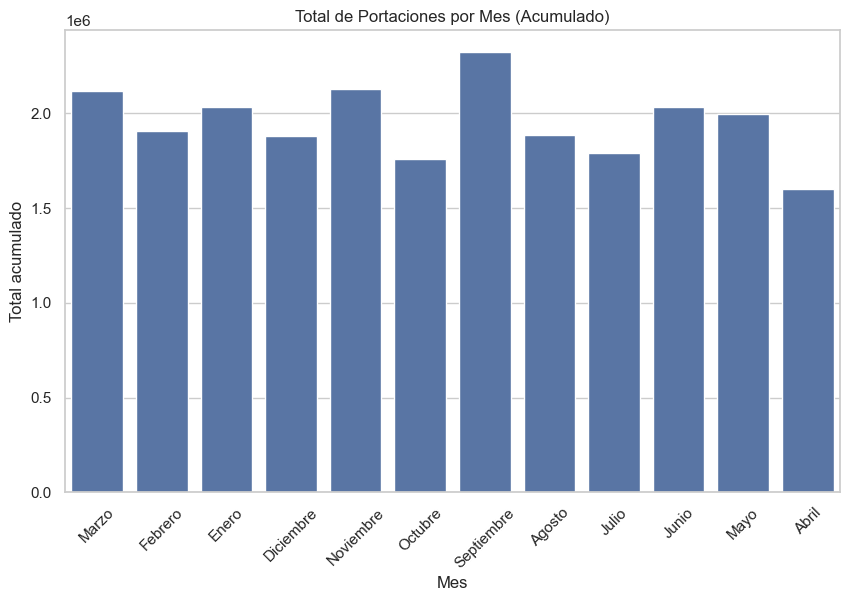 Total de Portaciones por Mes (Acumulado)
1e6
Total acumulado
2.0
1.5
1.0
0.5
0.0
Marzo
Febrero
Enero
Diciembre
Noviembre
Octubre
Septiembre
Agosto
Julio
Junio
Mayo
Abril
Mes